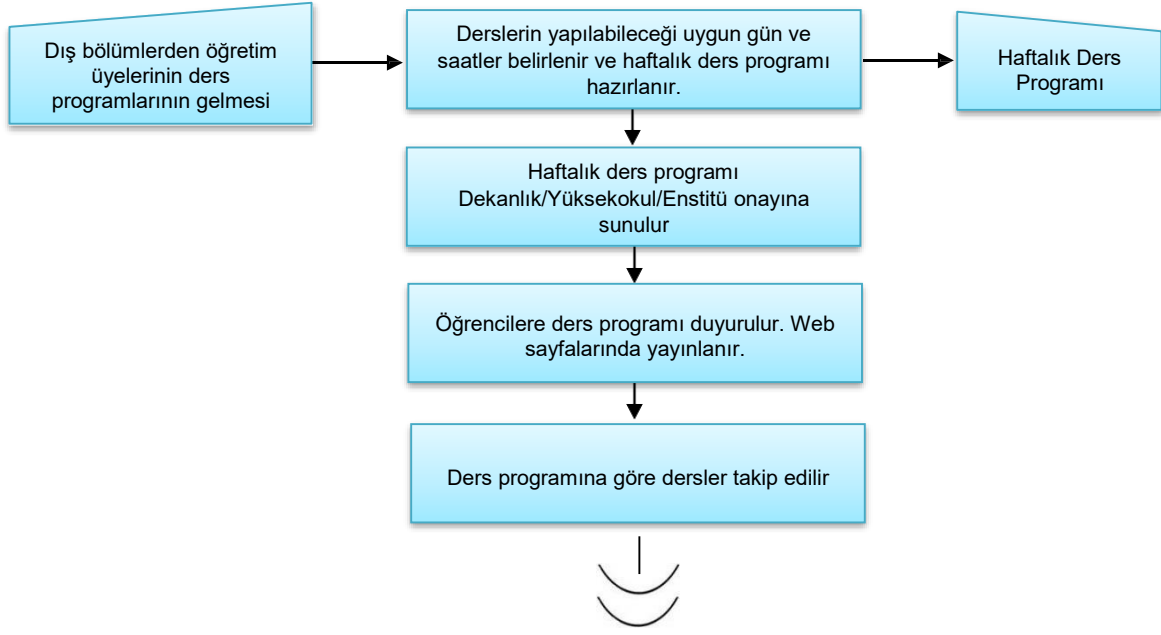 Dış bölümlerden öğretim
üyelerinin ders
programlarının gelmesi
Derslerin yapılabileceği uygun gün ve
saatler belirlenir ve haftalık ders programı
hazırlanır.
Haftalık Ders
Programı
Haftalık ders programı
Dekanlık/Yüksekokul/Enstitü onayına
sunulur
Öğrencilere ders programı duyurulur. Web
sayfalarında yayınlanır.
Ders programına göre dersler takip edilir